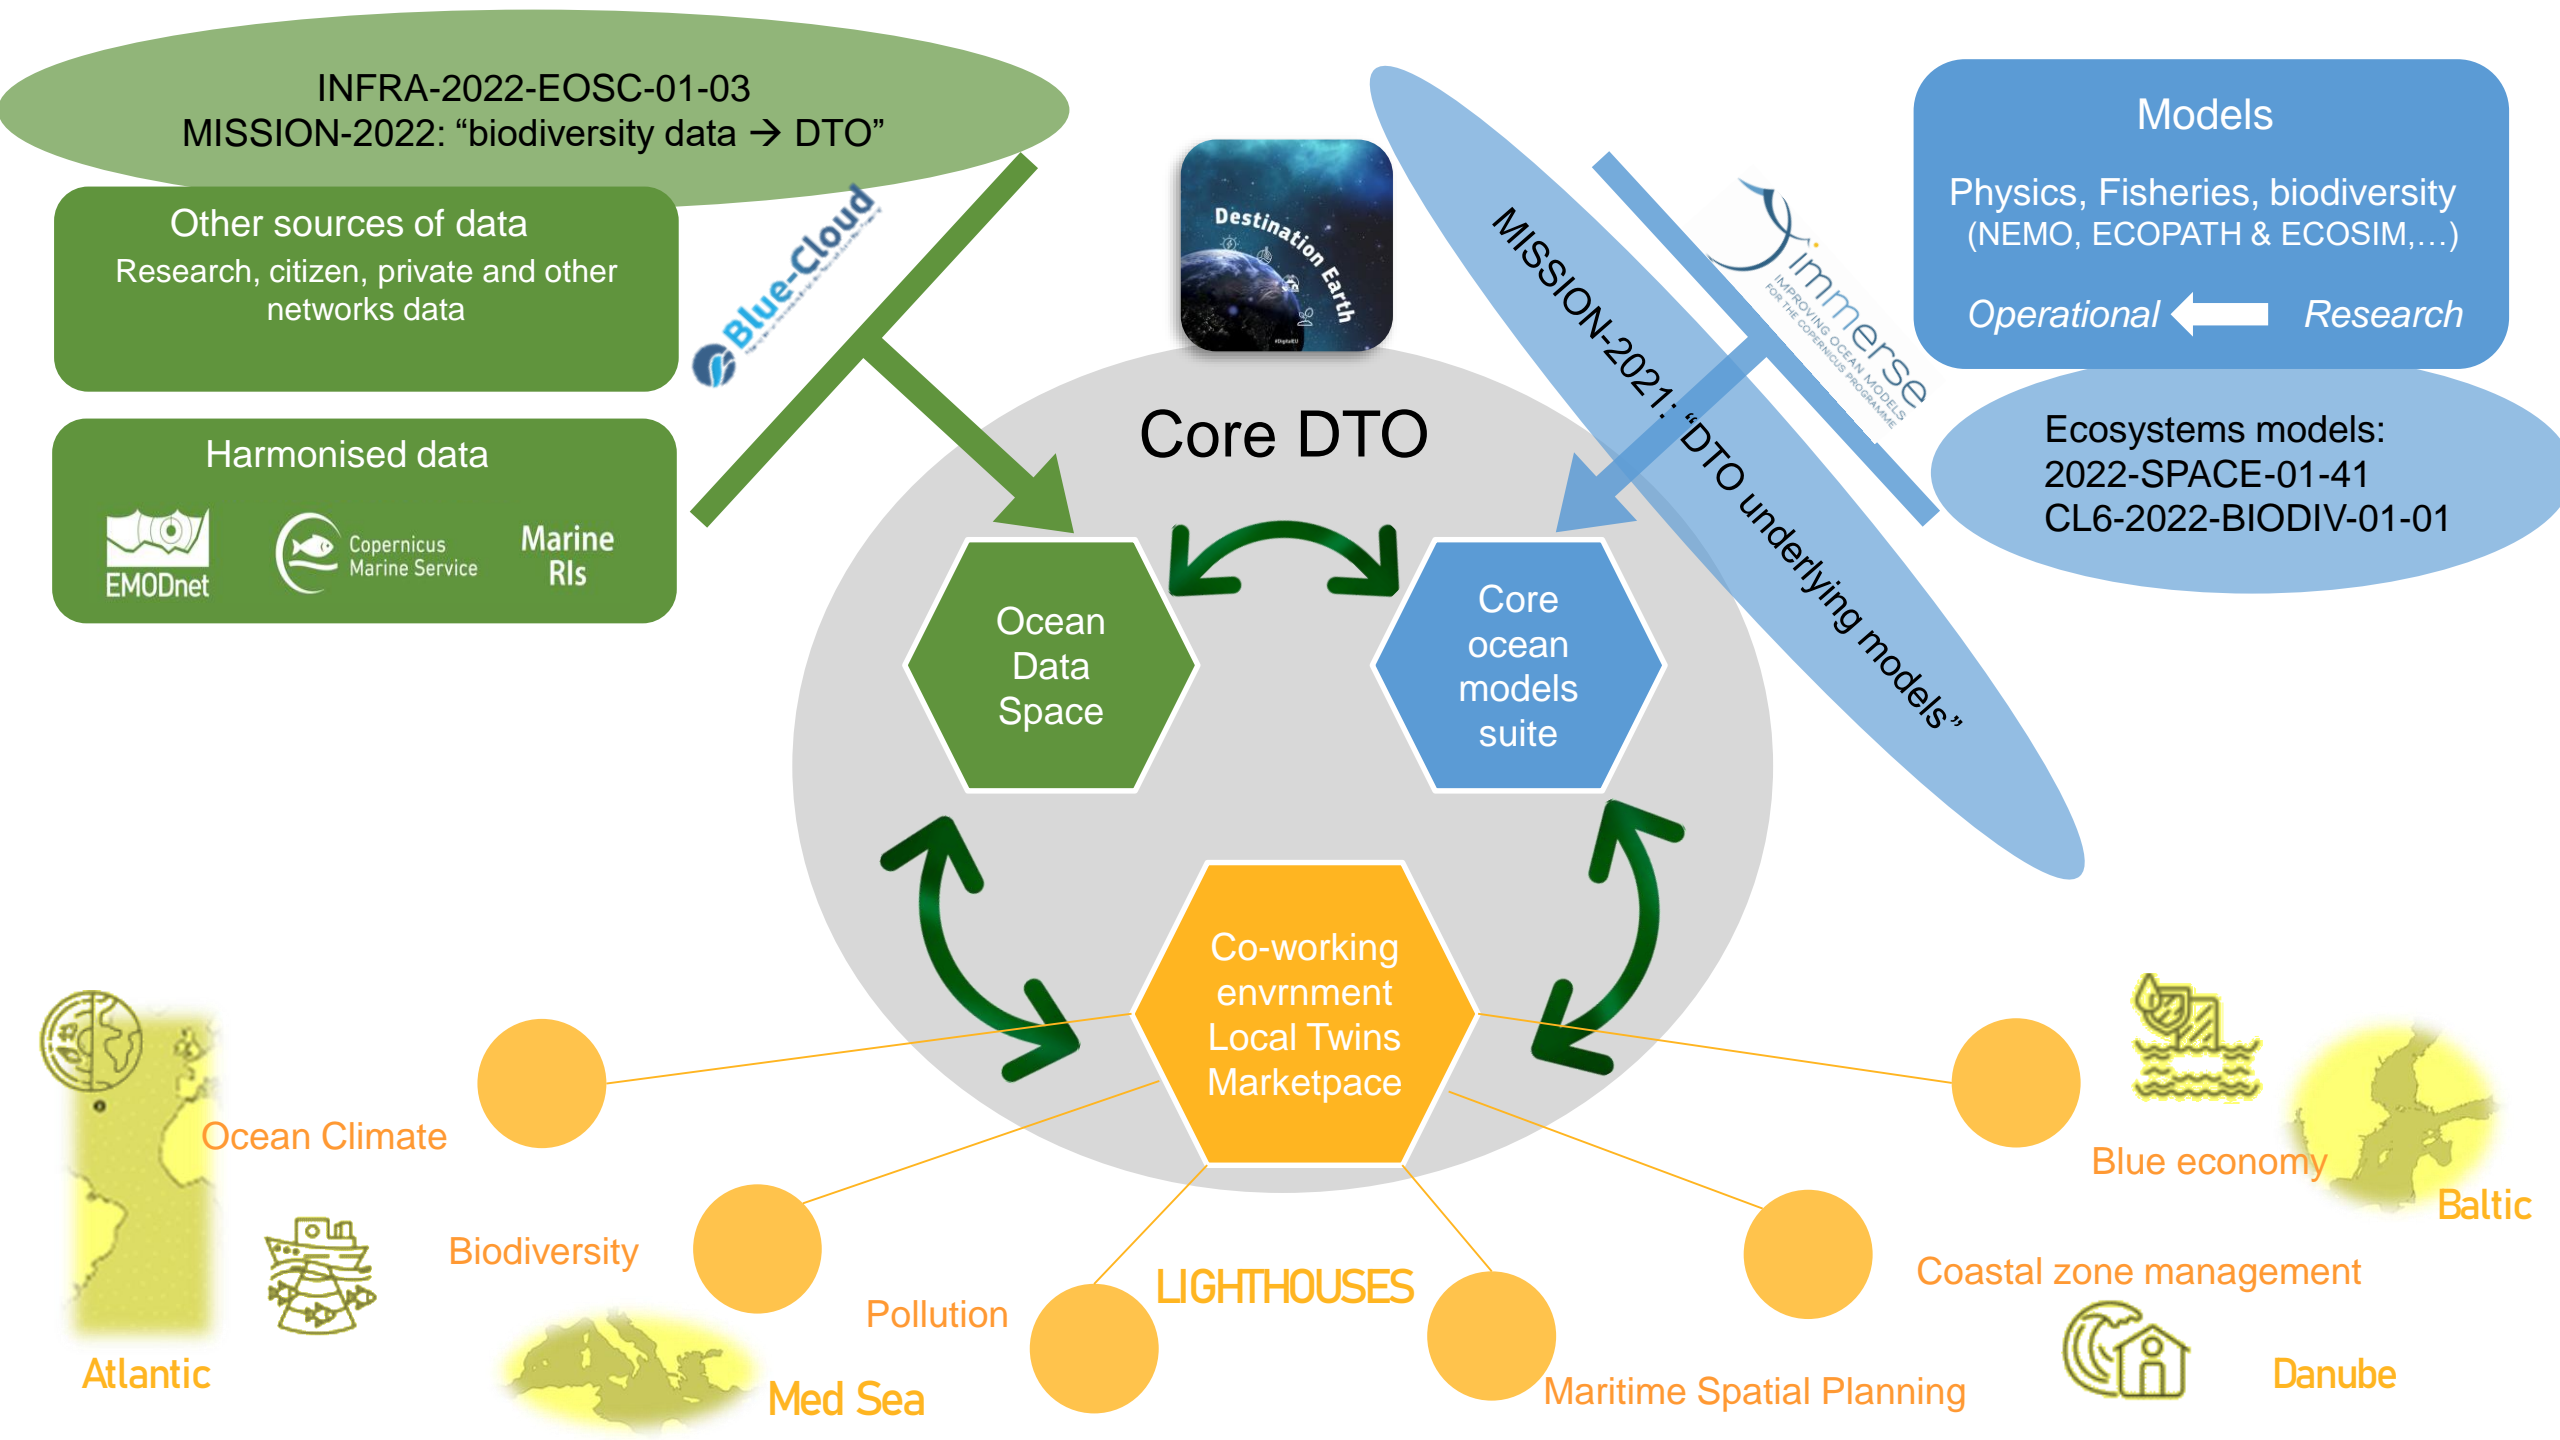 INFRA-2022-EOSC-01-03
MISSION-2022: “biodiversity data → DTO”
Other sources of data
Research, citizen, private and other
networks data
Blue-Cloud
Harmonised data
EMODnet
Copernicus
Marine Service
Marine
RIs
Destination Earth
#DigitalEU
MISSION-2021: “DTO underlying models”
immerse
IMPROVING OCEAN MODELS
FOR THE COPERNICUS PROGRAMME
Models
Physics, Fisheries, biodiversity
(NEMO, ECOPATH & ECOSIM,…)
Operational
Research
Ecosystems models:
2022-SPACE-01-41
CL6-2022-BIODIV-01-01
Core DTO
Ocean
Data
Space
Core
ocean
models
suite
Co-working
envrnment
Local Twins
Marketpace
Ocean Climate
Biodiversity
Pollution
LIGHTHOUSES
Maritime Spatial Planning
Coastal zone management
Blue economy
Atlantic
Med Sea
Danube
Baltic